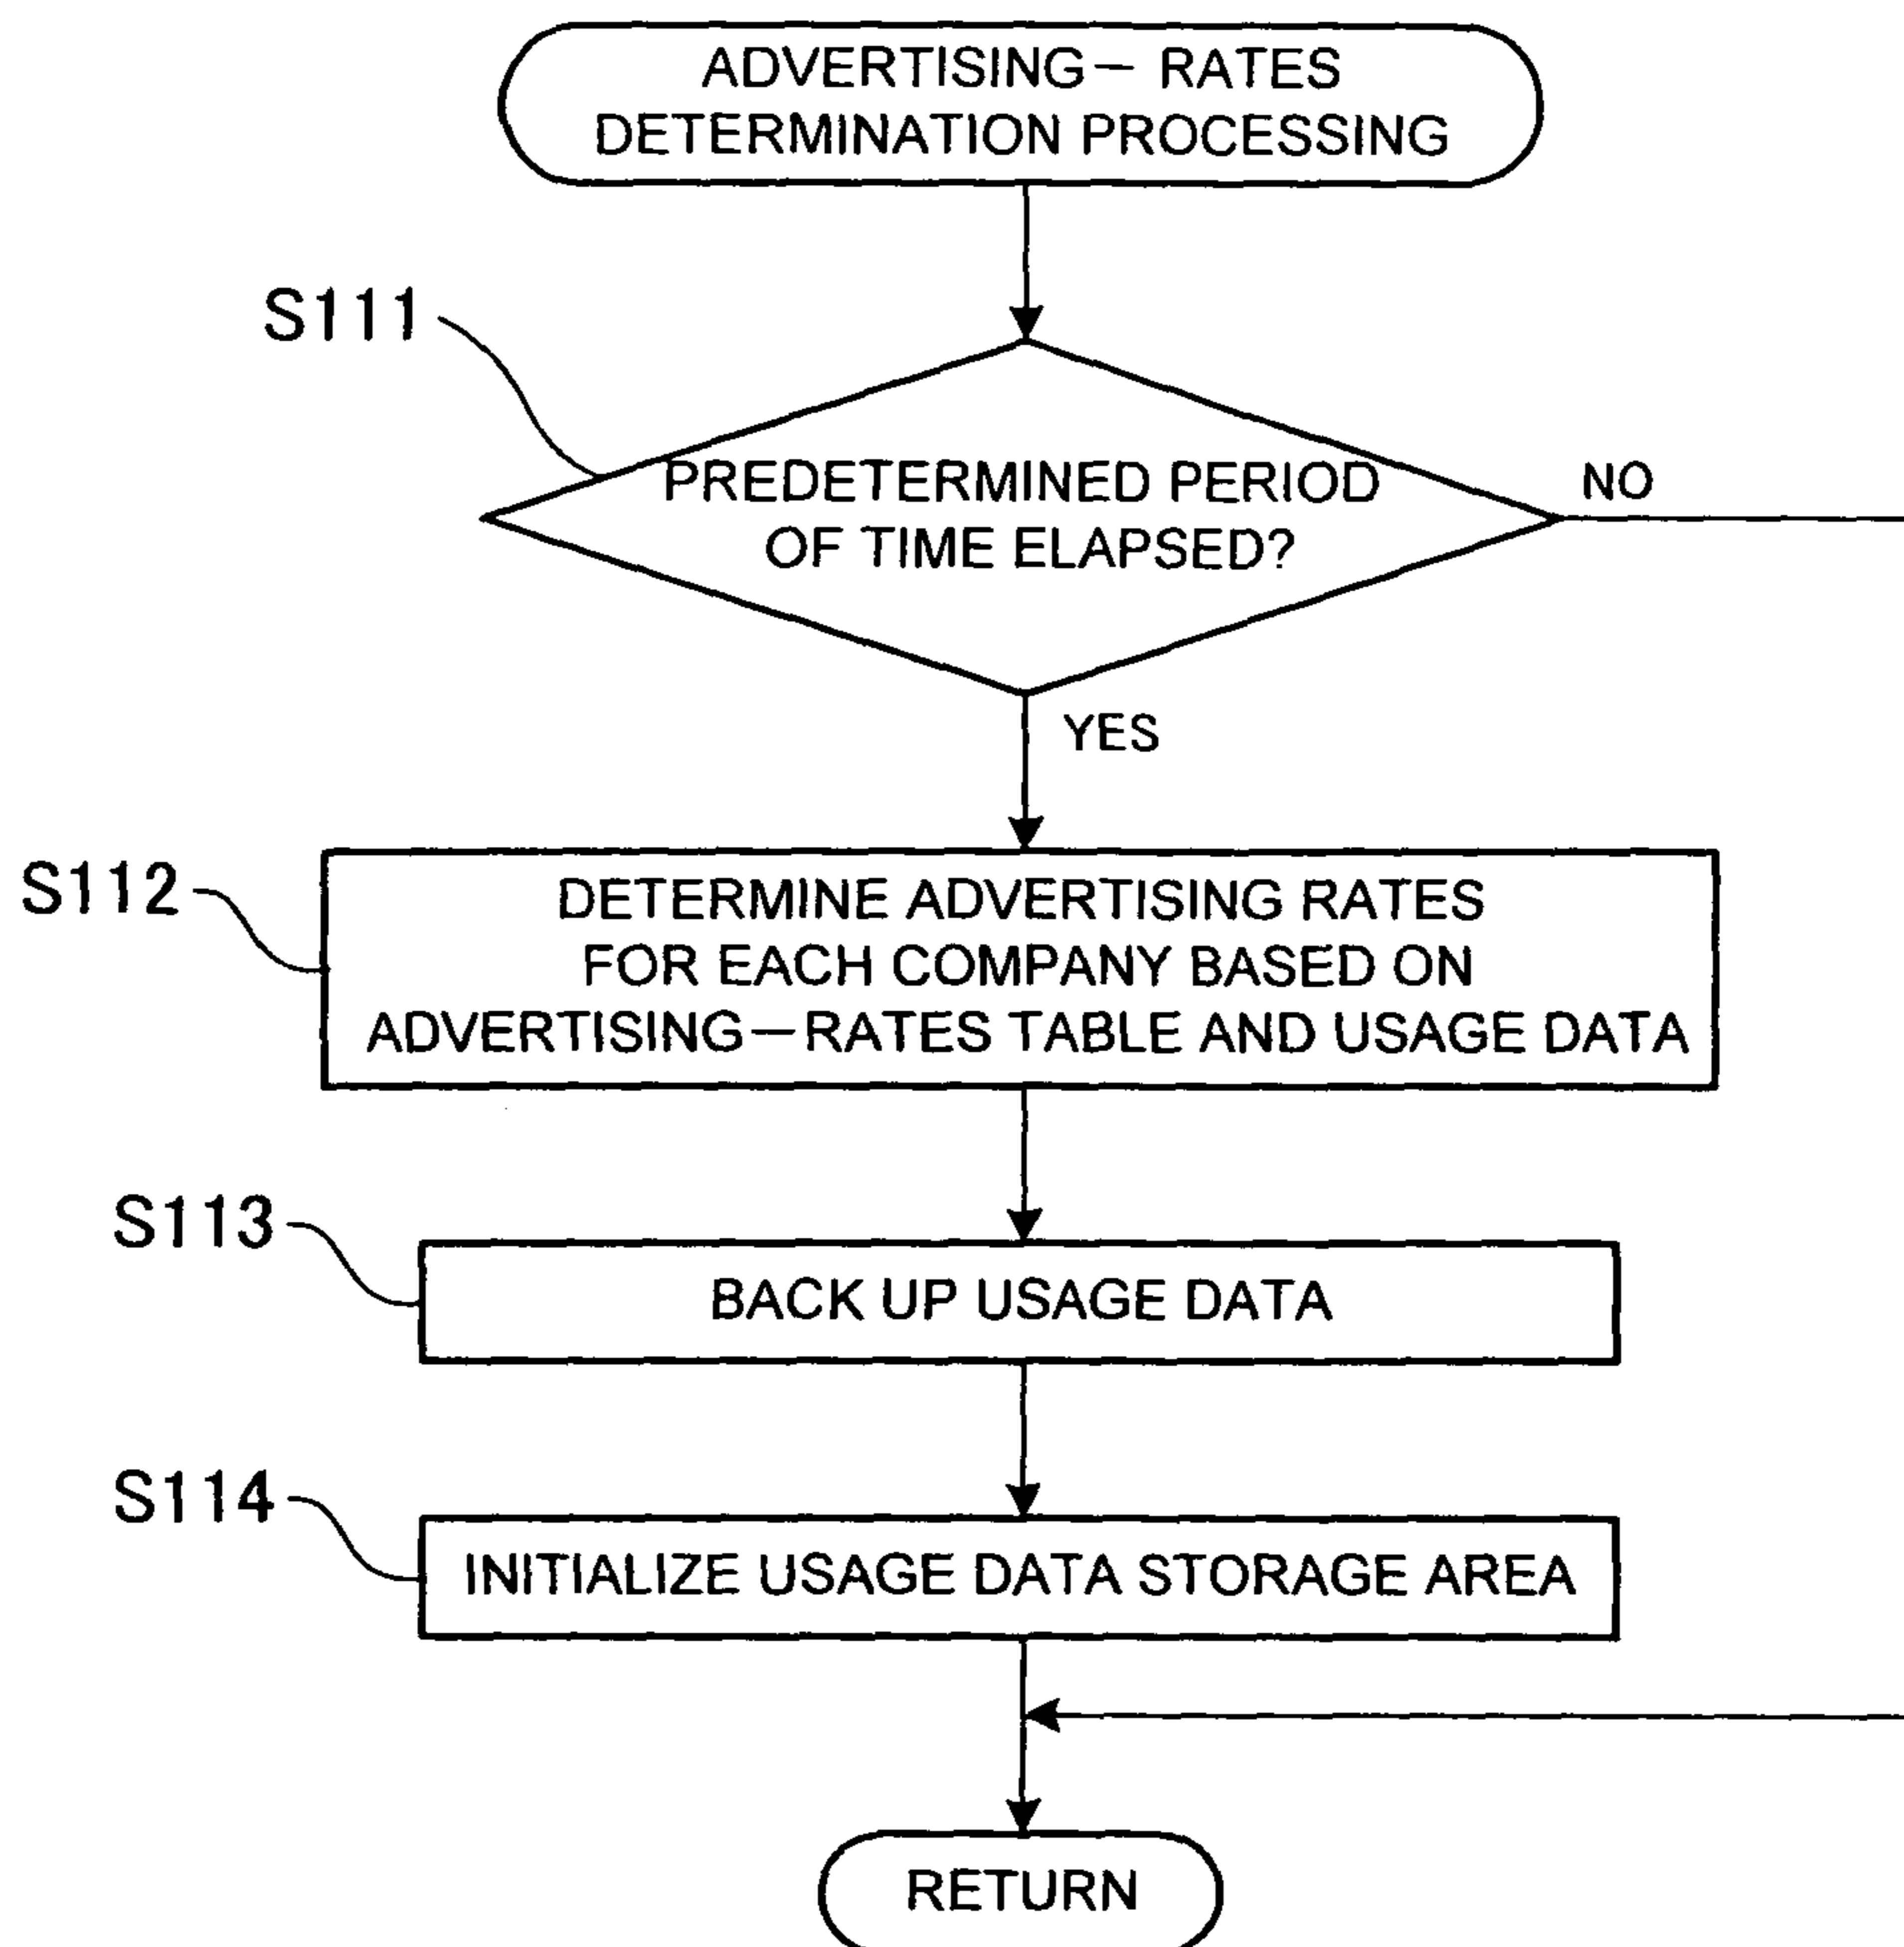 ADVERTISING— RATES
DETERMINATION PROCESSING
S111
PREDETERMINED PERIOD
OF TIME ELAPSED?
NO
YES
S112
DETERMINE ADVERTISING RATES
FOR EACH COMPANY BASED ON
ADVERTISING—RATES TABLE AND USAGE DATA
S113
BACK UP USAGE DATA
S114
INITIALIZE USAGE DATA STORAGE AREA
RETURN